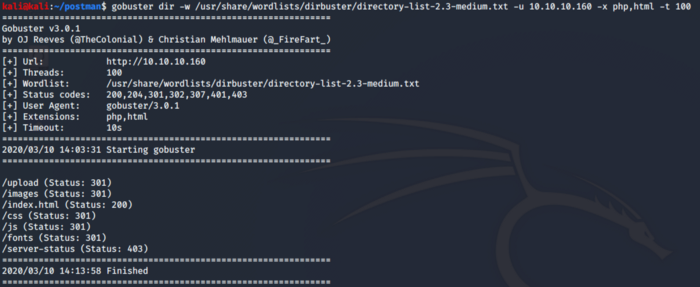 kali@kali:~/postman$ gobuster dir -w /usr/share/wordlists/dirbuster/directory-list-2.3-medium.txt -u 10.10.10.160 -x php,html -t 100
===============================================================
Gobuster v3.0.1
by OJ Reeves (@TheColonial) & Christian Mehlmauer (@_FireFart_)
===============================================================
[+] Url:            http://10.10.10.160
[+] Threads:        100
[+] Wordlist:       /usr/share/wordlists/dirbuster/directory-list-2.3-medium.txt
[+] Status codes:   200,204,301,302,307,401,403
[+] User Agent:     gobuster/3.0.1
[+] Extensions:     php,html
[+] Timeout:        10s
===============================================================
2020/03/10 14:03:31 Starting gobuster
===============================================================
/upload (Status: 301)
/images (Status: 301)
/index.html (Status: 200)
/css (Status: 301)
/js (Status: 301)
/fonts (Status: 301)
/server-status (Status: 403)
===============================================================
2020/03/10 14:13:58 Finished
===============================================================